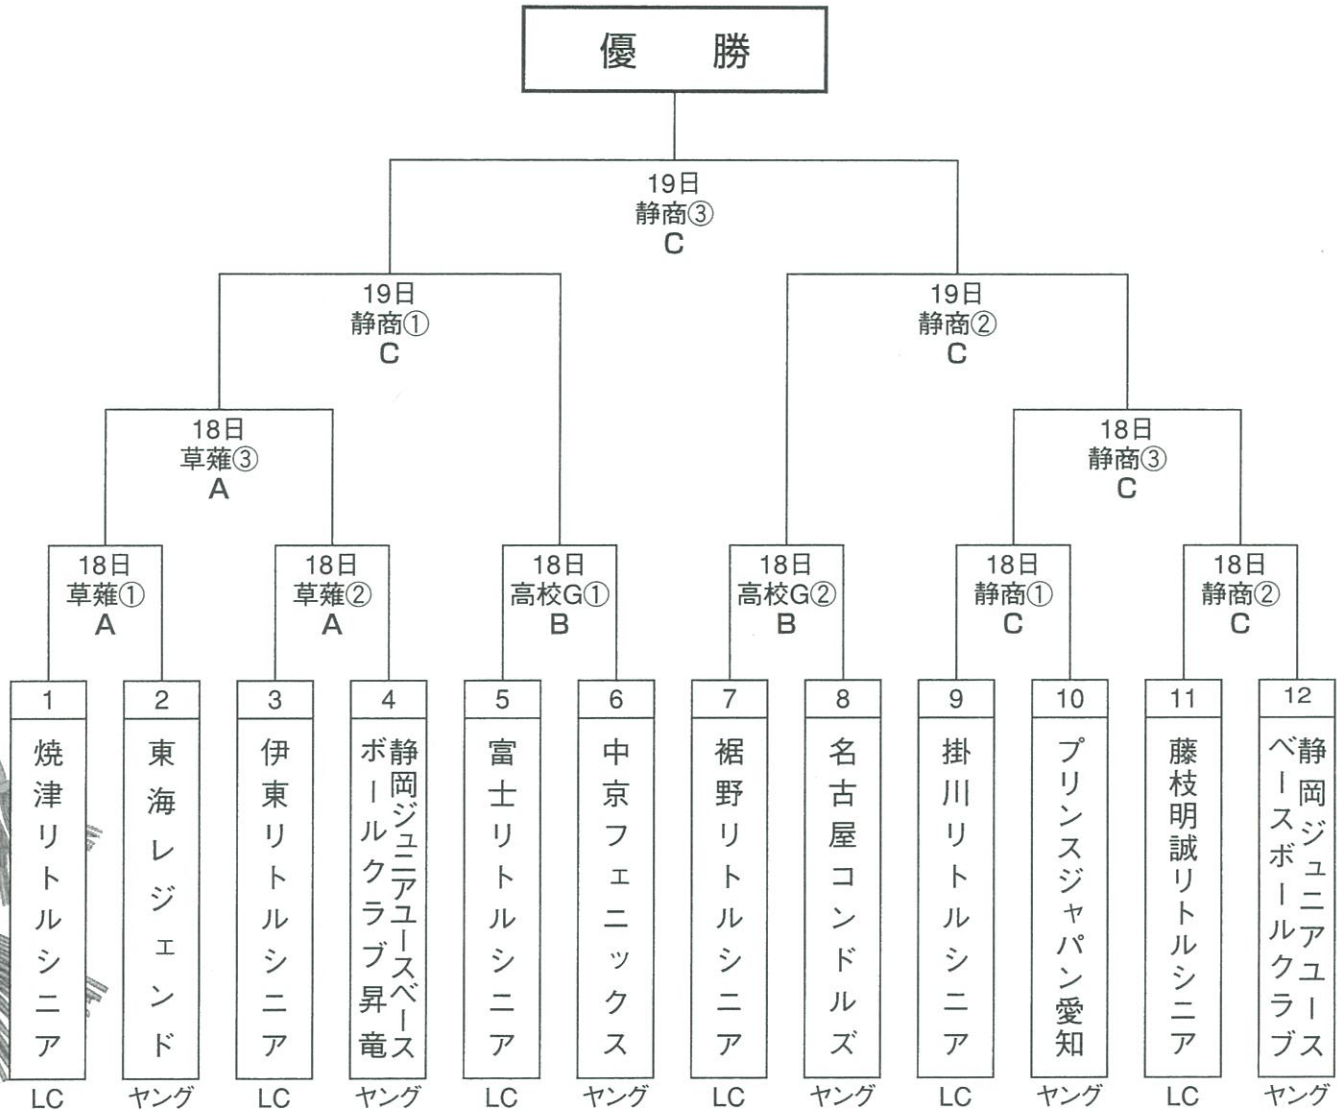 優 勝
19日
静商③
C
19日
静商①
C
19日
静商②
C
18日
草薙③
A
18日
静商③
C
18日
草薙①
A
18日
草薙②
A
18日
高校G①
B
18日
高校G②
B
18日
静商①
C
18日
静商②
C
1
焼津リトルシニア
LC
2
東海レジェンド
ヤング
3
伊東リトルシニア
LC
4
静岡ジュニアユースベース
ボールクラブ昇竜
ヤング
5
富士リトルシニア
LC
6
中京フェニックス
ヤング
7
裾野リトルシニア
LC
8
名古屋コンドルズ
ヤング
9
掛川リトルシニア
LC
10
プリンスジャパン愛知
ヤング
11
藤枝明誠リトルシニア
LC
12
静岡ジュニアユース
ベースボールクラブ
ヤング